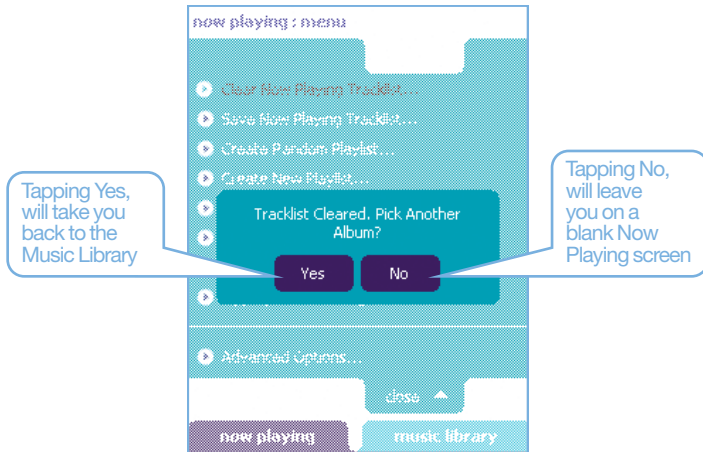 now playing : menu
Clear Now Playing Tracklist...
Save Now Playing Tracklist...
Create Random Playlist...
Create New Playlist...
Tapping Yes,
will take you
back to the
Music Library
Tracklist Cleared. Pick Another
Album?
Yes
No
Tapping No,
will leave
you on a
blank Now
Playing screen
Advanced Options...
close
now playing
music library